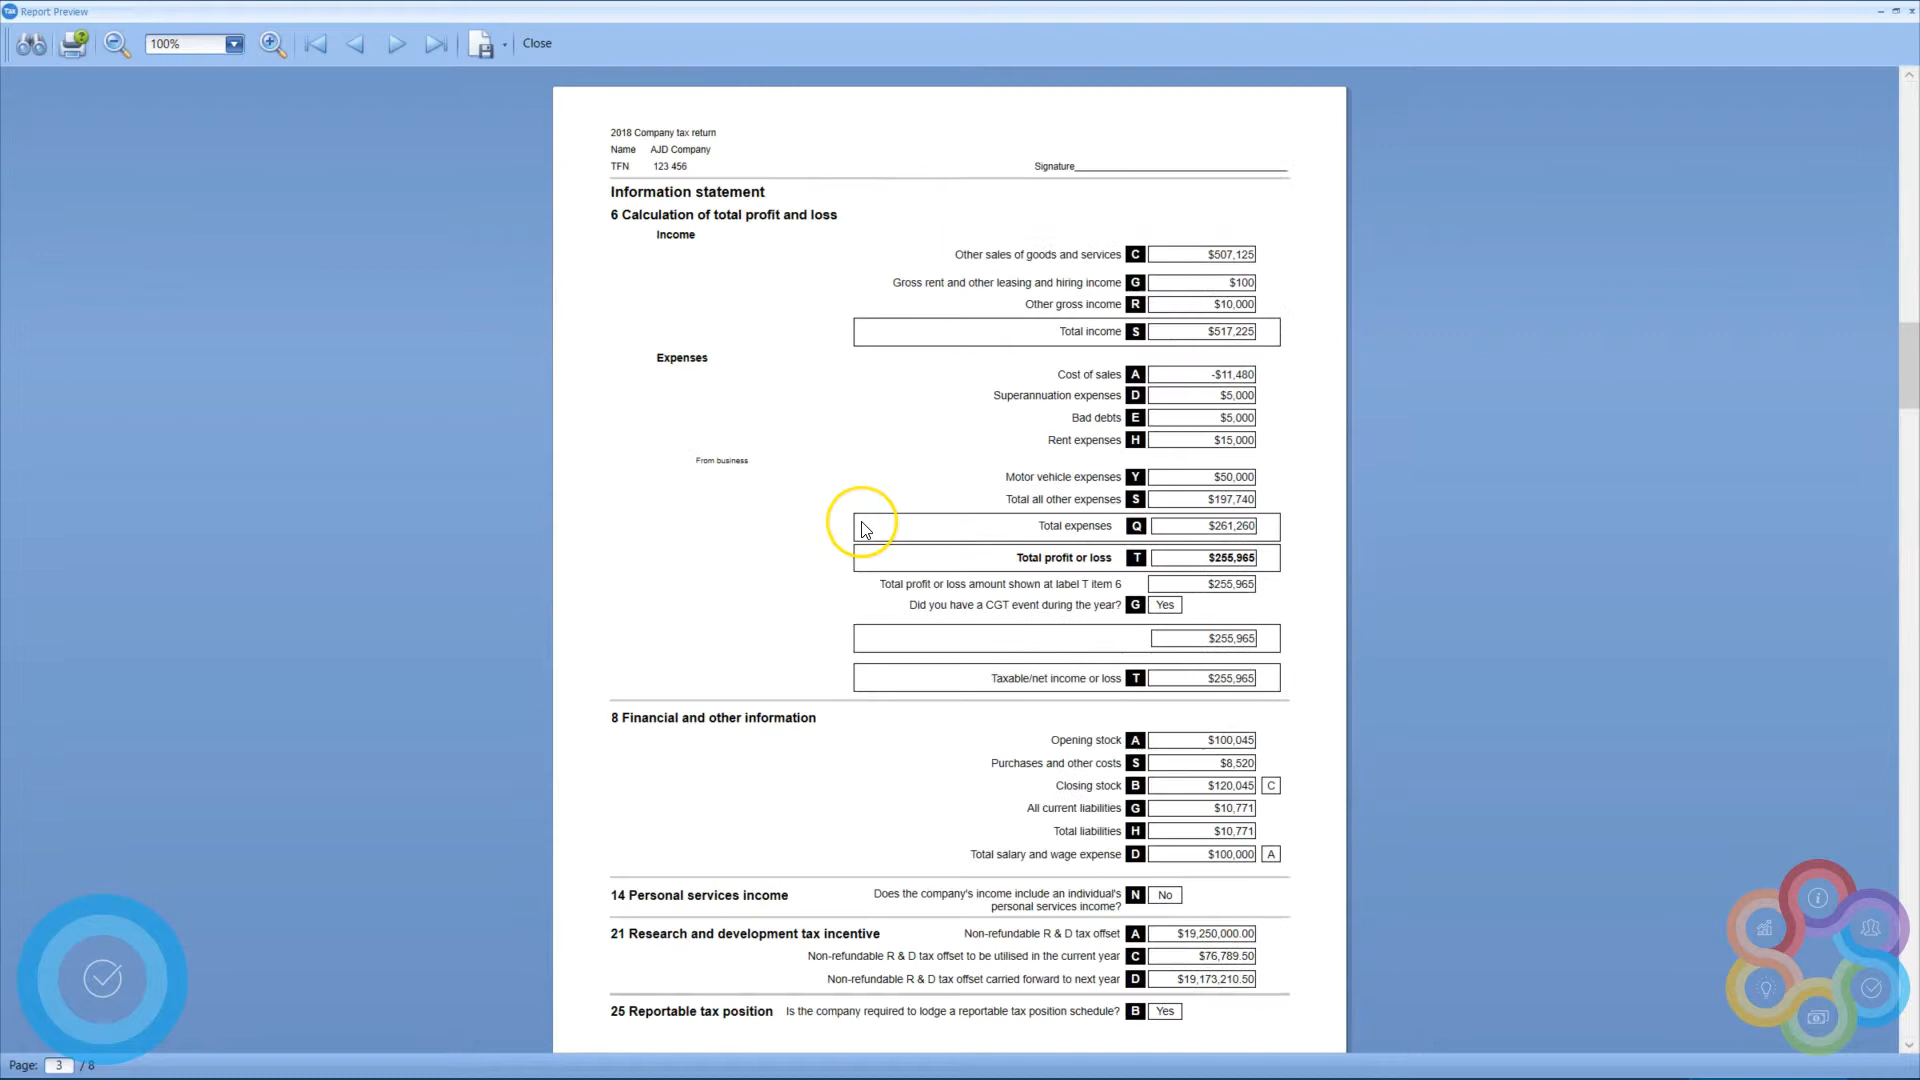 Tax Report Preview
100% Close
2018 Company tax return
Name AJD Company
TFN 123 456
Signature
Information statement
6 Calculation of total profit and loss
Income
Other sales of goods and services C $507,125
Gross rent and other leasing and hiring income G $100
Other gross income R $10,000
Total income S $517,225
Expenses
Cost of sales A -$11,480
Superannuation expenses D $5,000
Bad debts E $5,000
Rent expenses H $15,000
From business
Motor vehicle expenses Y $50,000
Total all other expenses S $197,740
Total expenses Q $261,260
Total profit or loss T $255,965
Total profit or loss amount shown at label T item 6 $255,965
Did you have a CGT event during the year? G Yes
$255,965
Taxable/net income or loss T $255,965
8 Financial and other information
Opening stock A $100,045
Purchases and other costs S $8,520
Closing stock B $120,045 C
All current liabilities G $10,771
Total liabilities H $10,771
Total salary and wage expense D $100,000 A
14 Personal services income Does the company's income include an individual's
personal services income? N No
21 Research and development tax incentive Non-refundable R & D tax offset A $19,250,000.00
Non-refundable R & D tax offset to be utilised in the current year C $76,789.50
Non-refundable R & D tax offset carried forward to next year D $19,173,210.50
25 Reportable tax position Is the company required to lodge a reportable tax position schedule? B Yes
Page: 3 / 8